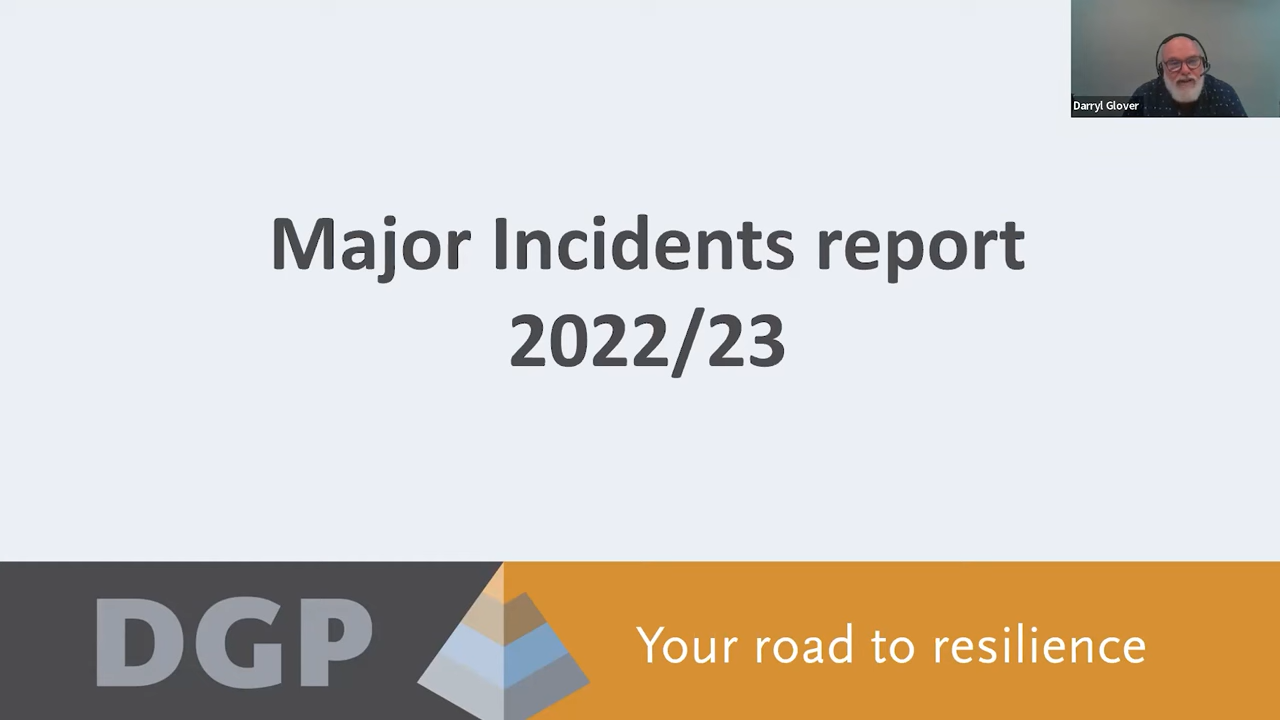 Darryl Glover
Major Incidents report
2022/23
DGP
Your road to resilience